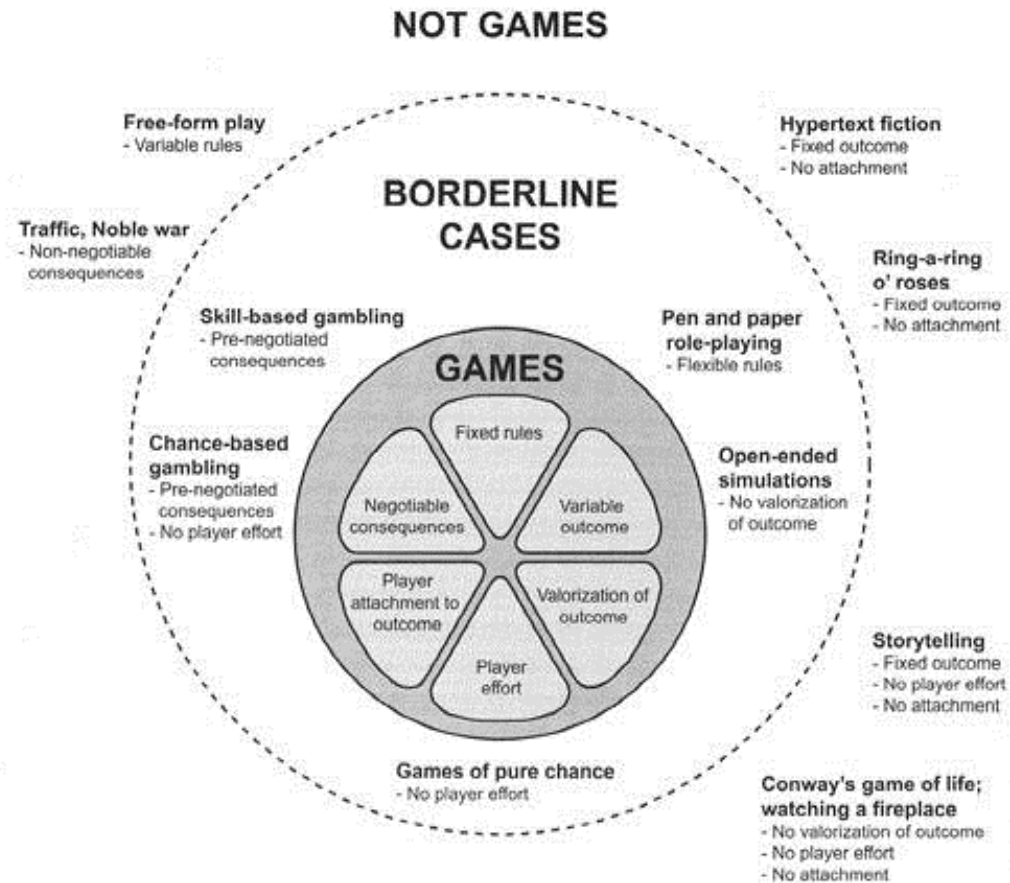 NOT GAMES
Free-form play
- Variable rules
Hypertext fiction
- Fixed outcome
- No attachment
BORDERLINE
CASES
Traffic, Noble war
- Non-negotiable
consequences
Ring-a-ring
o' roses
- Fixed outcome
- No attachment
Skill-based gambling
- Pre-negotiated
consequences
Pen and paper
role-playing
- Flexible rules
GAMES
Fixed rules
Chance-based
gambling
- Pre-negotiated
consequences
- No player effort
Negotiable
consequences
Variable
outcome
Open-ended
simulations
- No valorization
of outcome
Player
attachment to
outcome
Valorization of
outcome
Player
effort
Storytelling
- Fixed outcome
- No player effort
- No attachment
Games of pure chance
- No player effort
Conway's game of life;
watching a fireplace
- No valorization of outcome
- No player effort
- No attachment